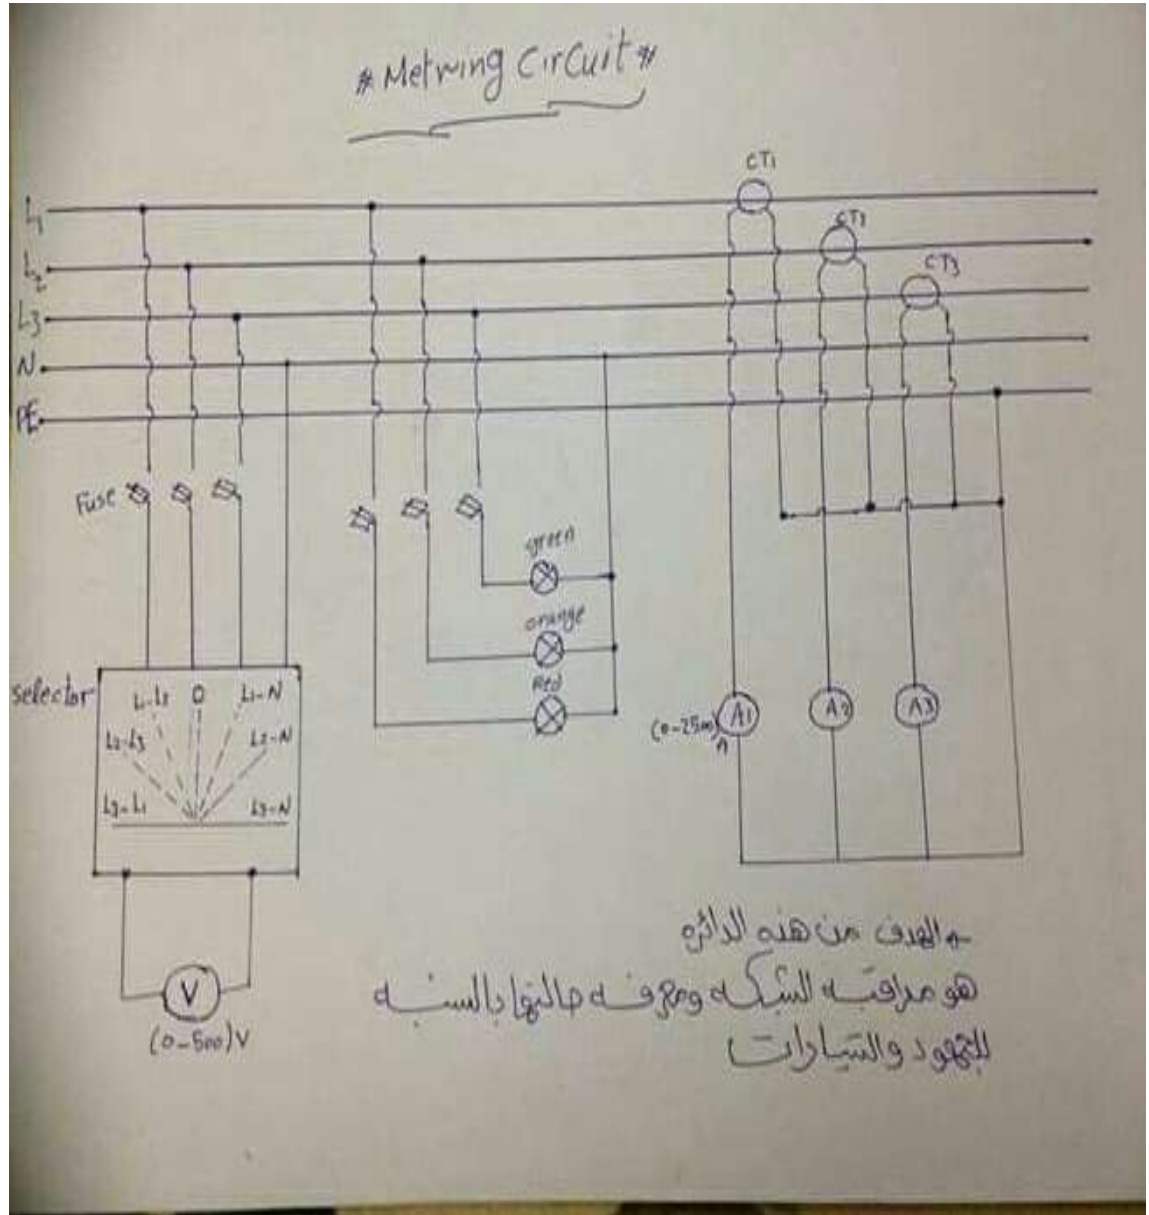 # Metring Circuit #
CT1
CT2
CT3
L1
L2
L3
N
PE
Fuse
green
orange
Red
selector
L1-L2 0 L1-N
L2-L3 L2-N
L3-L1 L3-N
V
(0-500)V
(0-2500)A
A1
A2
A3
الهدف من هذه الدائره
هو مراقبه الشبكه ومعرفه حالتها بالنسبه
للجهود والتيارات